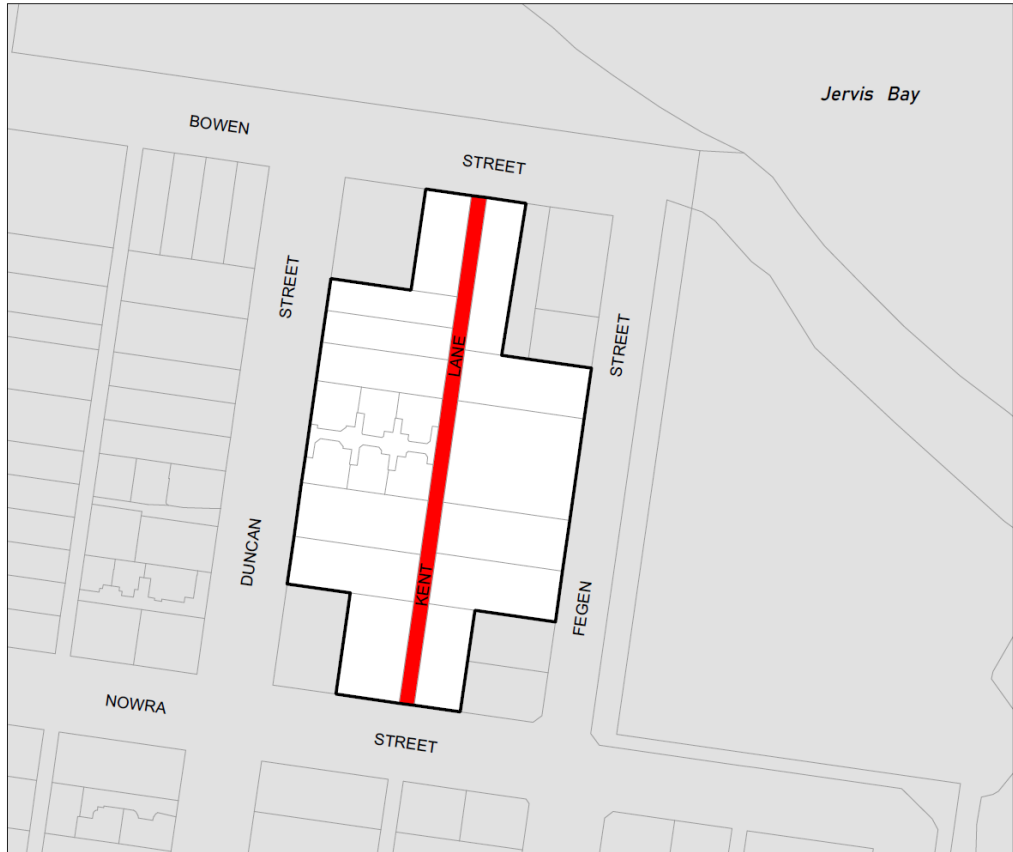 Jervis Bay
BOWEN
STREET
STREET
STREET
LANE
DUNCAN
KENT
FEGEN
NOWRA
STREET